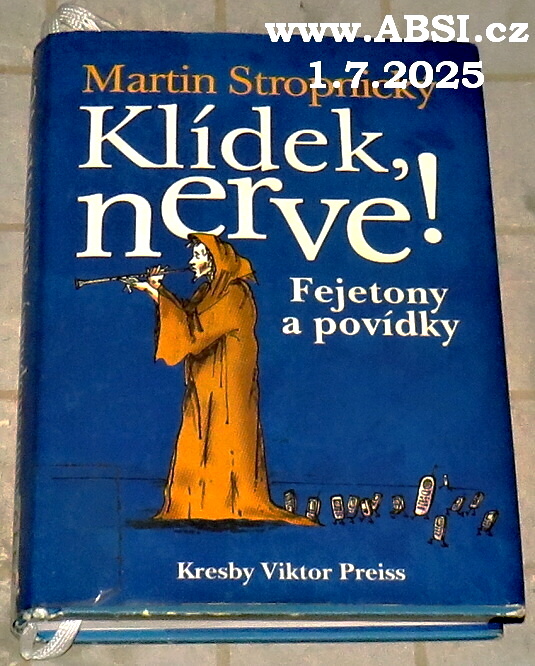 www.ABSI.cz
1 7.2025
Martin Stropnický
Klídek,
nerve!
Fejetony
a povídky
Kresby Viktor Preiss